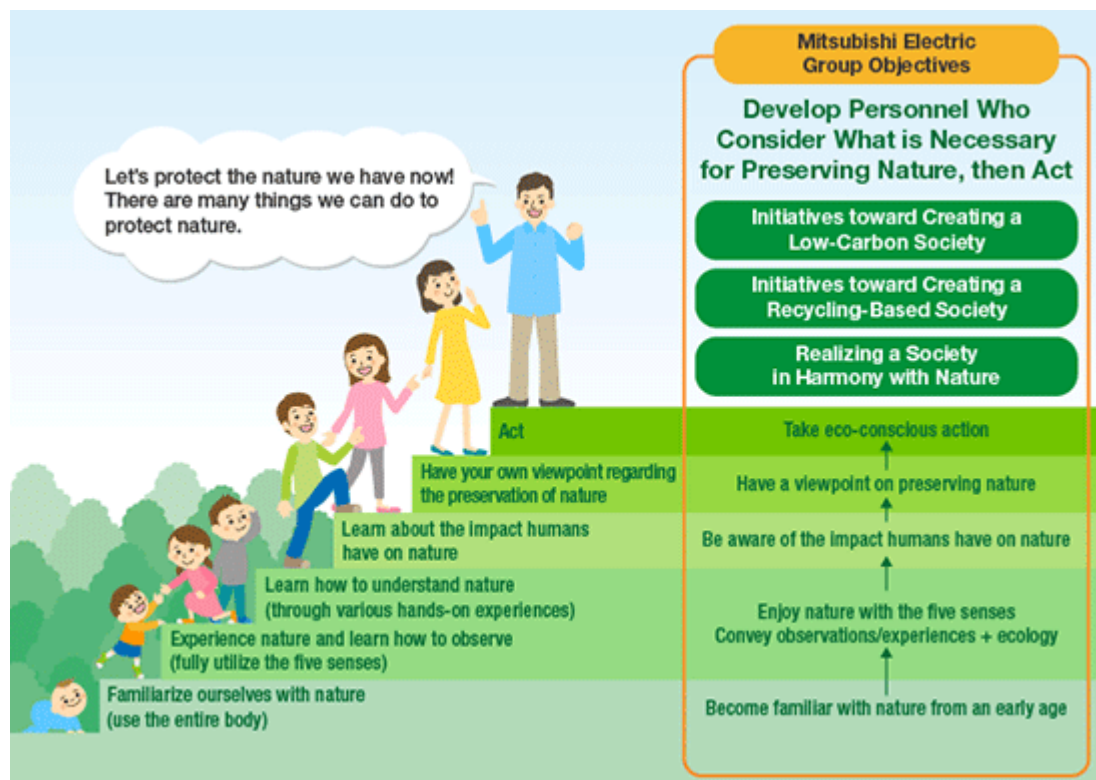 Mitsubishi Electric
Group Objectives
Develop Personnel Who
Consider What is Necessary
for Preserving Nature, then Act
Let's protect the nature we have now!
There are many things we can do to
protect nature.
Initiatives toward Creating a
Low-Carbon Society
Initiatives toward Creating a
Recycling-Based Society
Realizing a Society
in Harmony with Nature
Act
Take eco-conscious action
Have your own viewpoint regarding
the preservation of nature
Have a viewpoint on preserving nature
Learn about the impact humans
have on nature
Be aware of the impact humans have on nature
Learn how to understand nature
(through various hands-on experiences)
Enjoy nature with the five senses
Convey observations/experiences + ecology
Experience nature and learn how to observe
(fully utilize the five senses)
Familiarize ourselves with nature
(use the entire body)
Become familiar with nature from an early age